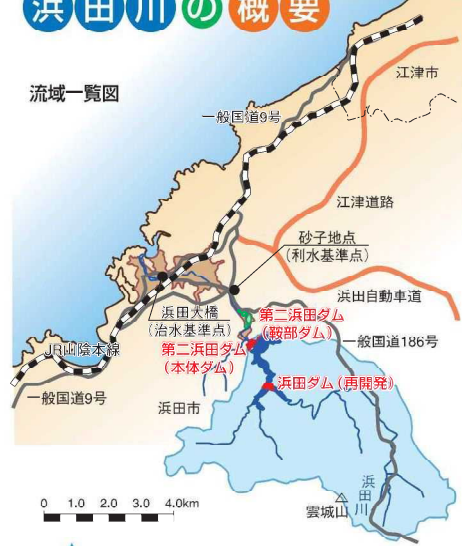 浜田川の概要
流域一覧図
江津市
一般国道9号
江津道路
砂子地点
(利水基準点)
浜田自動車道
浜田大橋
(治水基準点)
第二浜田ダム
(鞍部ダム)
JR山陰本線
第二浜田ダム
(本体ダム)
一般国道186号
浜田ダム(再開発)
一般国道9号
浜田市
浜田川
雲城山
0 1.0 2.0 3.0 4.0km